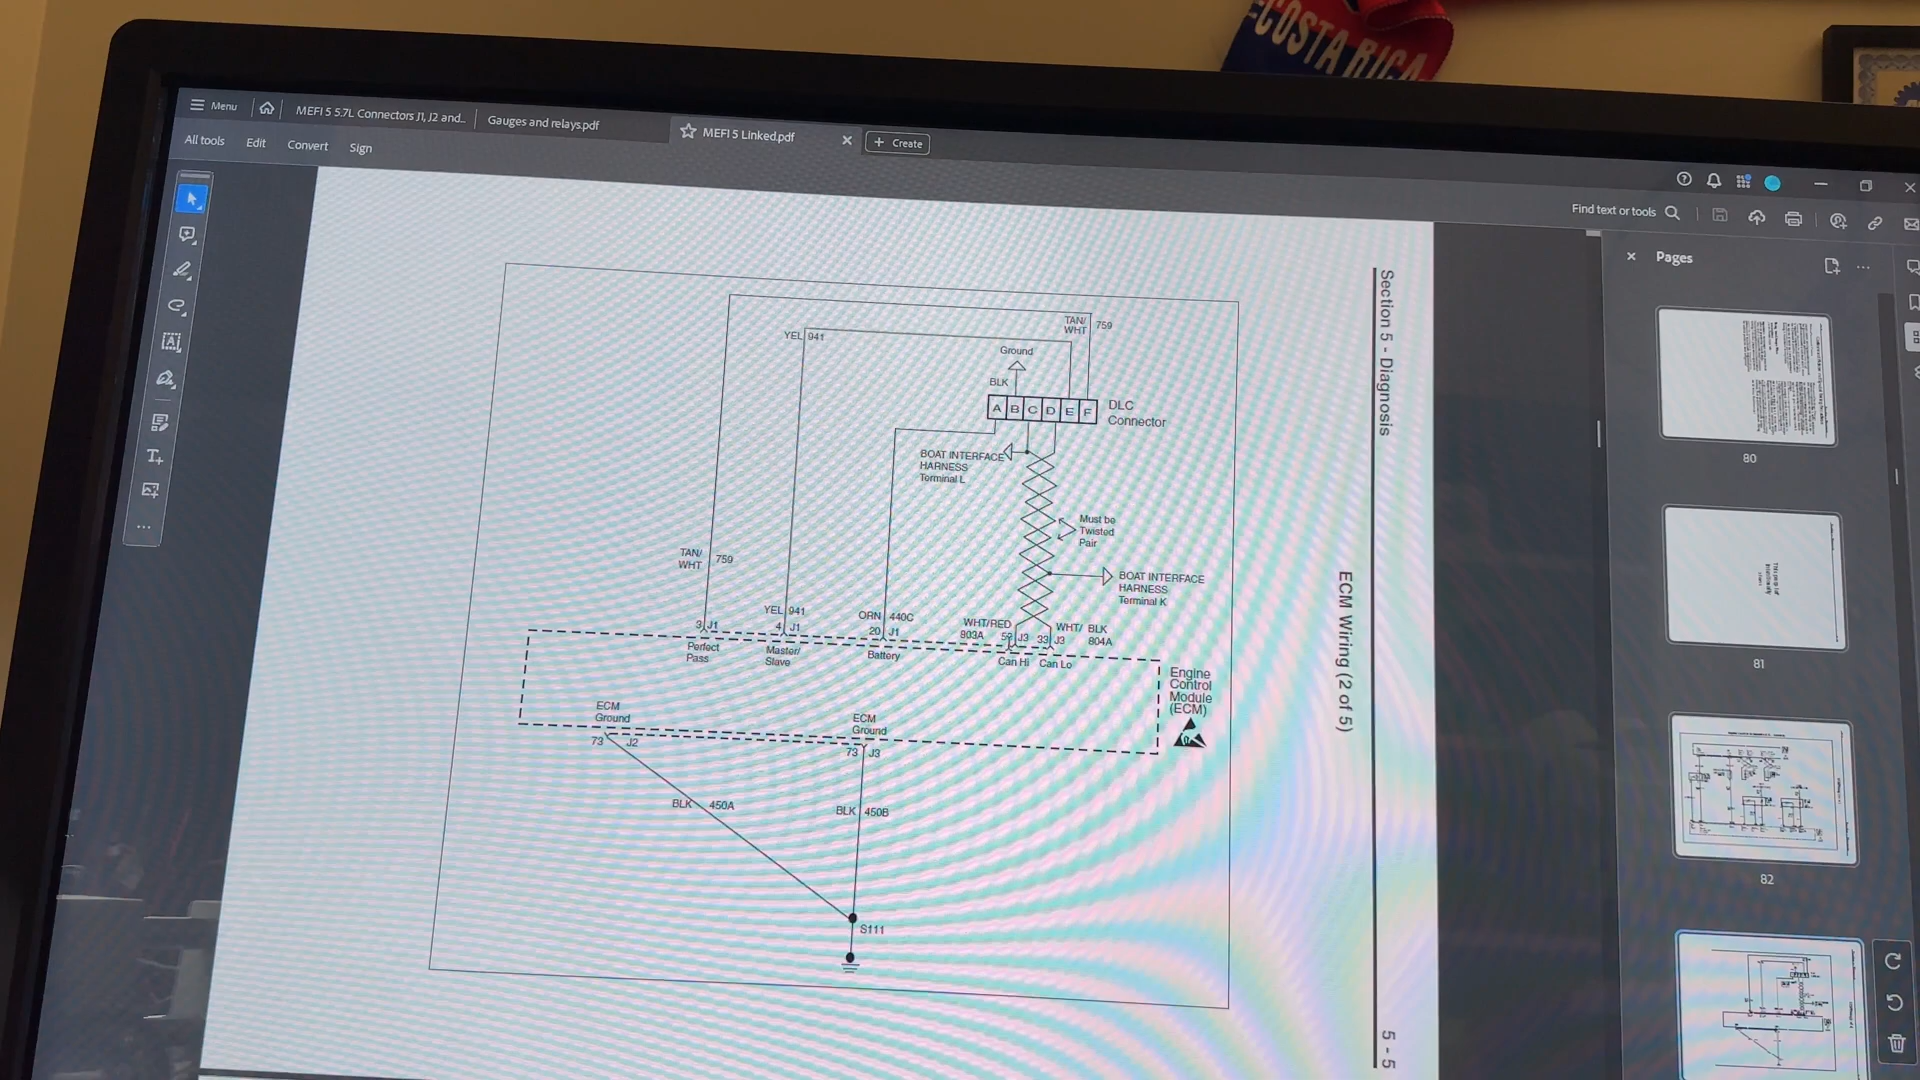 COSTA RICA
Menu
MEFI 5 5.7L Connectors J1, J2 and...
Gauges and relays.pdf
MEFI 5 Linked.pdf
Create
All tools
Edit
Convert
Sign
Find text or tools
Pages
80
81
82
Section 5 - Diagnosis
ECM Wiring (2 of 5)
5 - 5
TAN/
WHT
759
YEL
941
Ground
BLK
A B C D E F
DLC
Connector
BOAT INTERFACE
HARNESS
Terminal L
Must be
Twisted
Pair
BOAT INTERFACE
HARNESS
Terminal K
TAN/
WHT
759
YEL
941
ORN
440C
WHT/RED
803A
WHT/ BLK
804A
3 J1
4 J1
20 J1
J3
33 J3
Perfect
Pass
Master/
Slave
Battery
Can Hi
Can Lo
Engine
Control
Module
(ECM)
ECM
Ground
ECM
Ground
73 J2
73 J3
BLK
450A
BLK
450B
S111